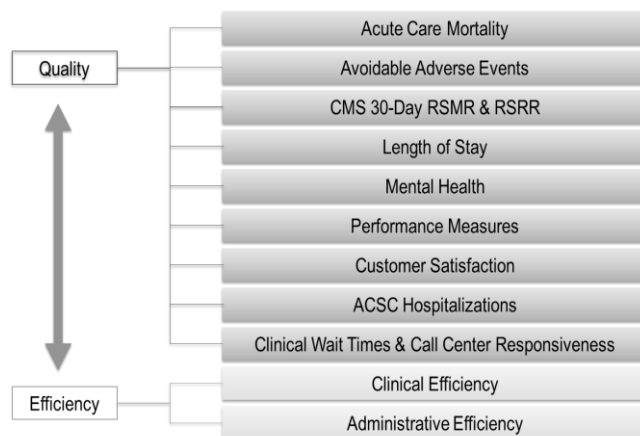 Quality
Acute Care Mortality
Avoidable Adverse Events
CMS 30-Day RSMR & RSRR
Length of Stay
Mental Health
Performance Measures
Customer Satisfaction
ACSC Hospitalizations
Clinical Wait Times & Call Center Responsiveness
Efficiency
Clinical Efficiency
Administrative Efficiency